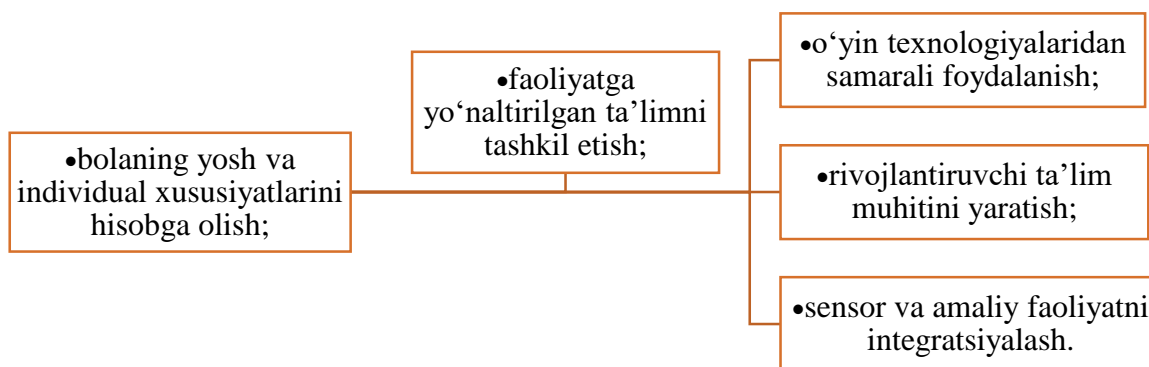 •bolaning yosh va
individual xususiyatlarini
hisobga olish;
•faoliyatga
yo‘naltirilgan ta’limni
tashkil etish;
•o‘yin texnologiyalaridan
samarali foydalanish;
•rivojlantiruvchi ta’lim
muhitini yaratish;
•sensor va amaliy faoliyatni
integratsiyalash.